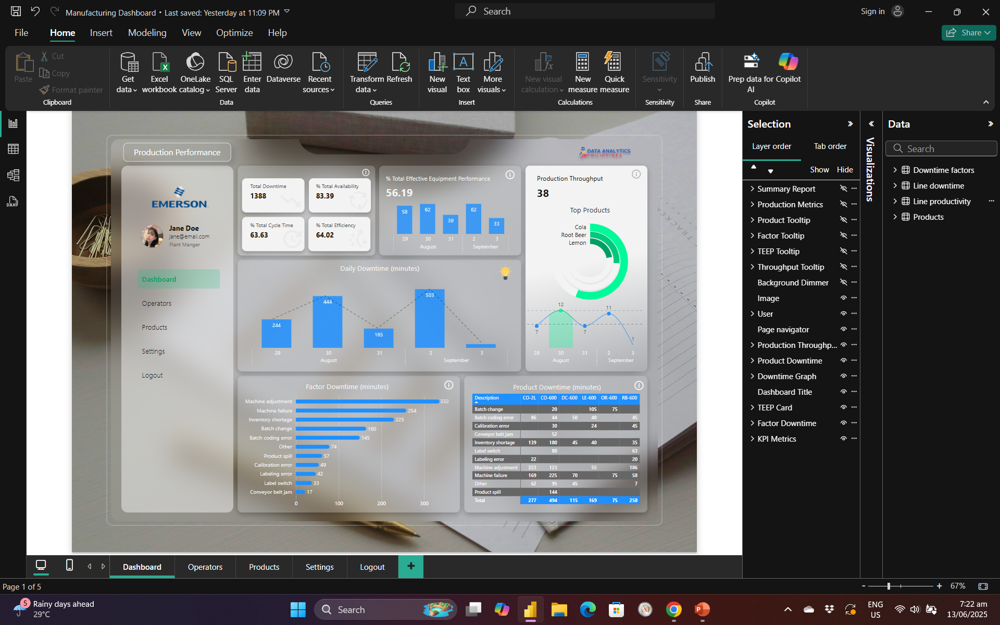 Manufacturing Dashboard • Last saved: Yesterday at 11:09 PM
Search
Sign in
File
Home
Insert
Modeling
View
Optimize
Help
Share
Paste
Cut
Copy
Format painter
Clipboard
Get data
Excel workbook
OneLake catalog
SQL Server
Enter data
Dataverse
Recent sources
Data
Transform data
Refresh
Queries
New visual
Text box
More visuals
Insert
New visual calculation
New measure
Quick measure
Calculations
Sensitivity
Sensitivity
Publish
Share
Prep data for AI
Copilot
Copilot
DAX
Production Performance
DATA ANALYTICS
PHILIPPINES
EMERSON
Jane Doe
jane@email.com
Plant Manger
Dashboard
Operators
Products
Settings
Logout
Total Downtime
1388
% Total Availability
83.39
% Total Cycle Time
63.63
% Total Efficiency
64.02
% Total Effective Equipment Performance
56.19
58 62 39 62 33
29 30 31 2 3
August September
Production Throughput
38
Top Products
Cola
Root Beer
Lemon
12
11
7 7 1
29 30 31 2 3
August September
Daily Downtime (minutes)
244 444 165 503
29 30 31 2 3
August September
Factor Downtime (minutes)
Machine adjustment 332
Machine failure 254
Inventory shortage 225
Batch change 160
Batch coding error 145
Other 74
Product spill 57
Calibration error 49
Labeling error 42
Label switch 33
Conveyor belt jam 17
0 100 200 300
Product Downtime (minutes)
Description CO-2L CO-600 DC-600 LE-600 OR-600 RB-600
Batch change 20 105 75
Batch coding error 86 44 50 40 45
Calibration error 30 24 45
Conveyor belt jam 52
Inventory shortage 139 180 45 40 35
Label switch 80 63
Labeling error 22 20
Machine adjustment 223 123 55 186
Machine failure 169 225 70 75 58
Other 62 95 45 7
Product spill 144
Total 277 494 115 169 75 258
Selection
Layer order
Tab order
Show
Hide
Summary Report
Production Metrics
Product Tooltip
Factor Tooltip
TEEP Tooltip
Throughput Tooltip
Background Dimmer
Image
User
Page navigator
Production Throughp...
Product Downtime
Downtime Graph
Dashboard Title
TEEP Card
Factor Downtime
KPI Metrics
Visualizations
Data
Search
Downtime factors
Line downtime
Line productivity
Products
Dashboard
Operators
Products
Settings
Logout
Page 1 of 5
67%
5
Rainy days ahead
29°C
Search
ENG
US
7:22 am
13/06/2025